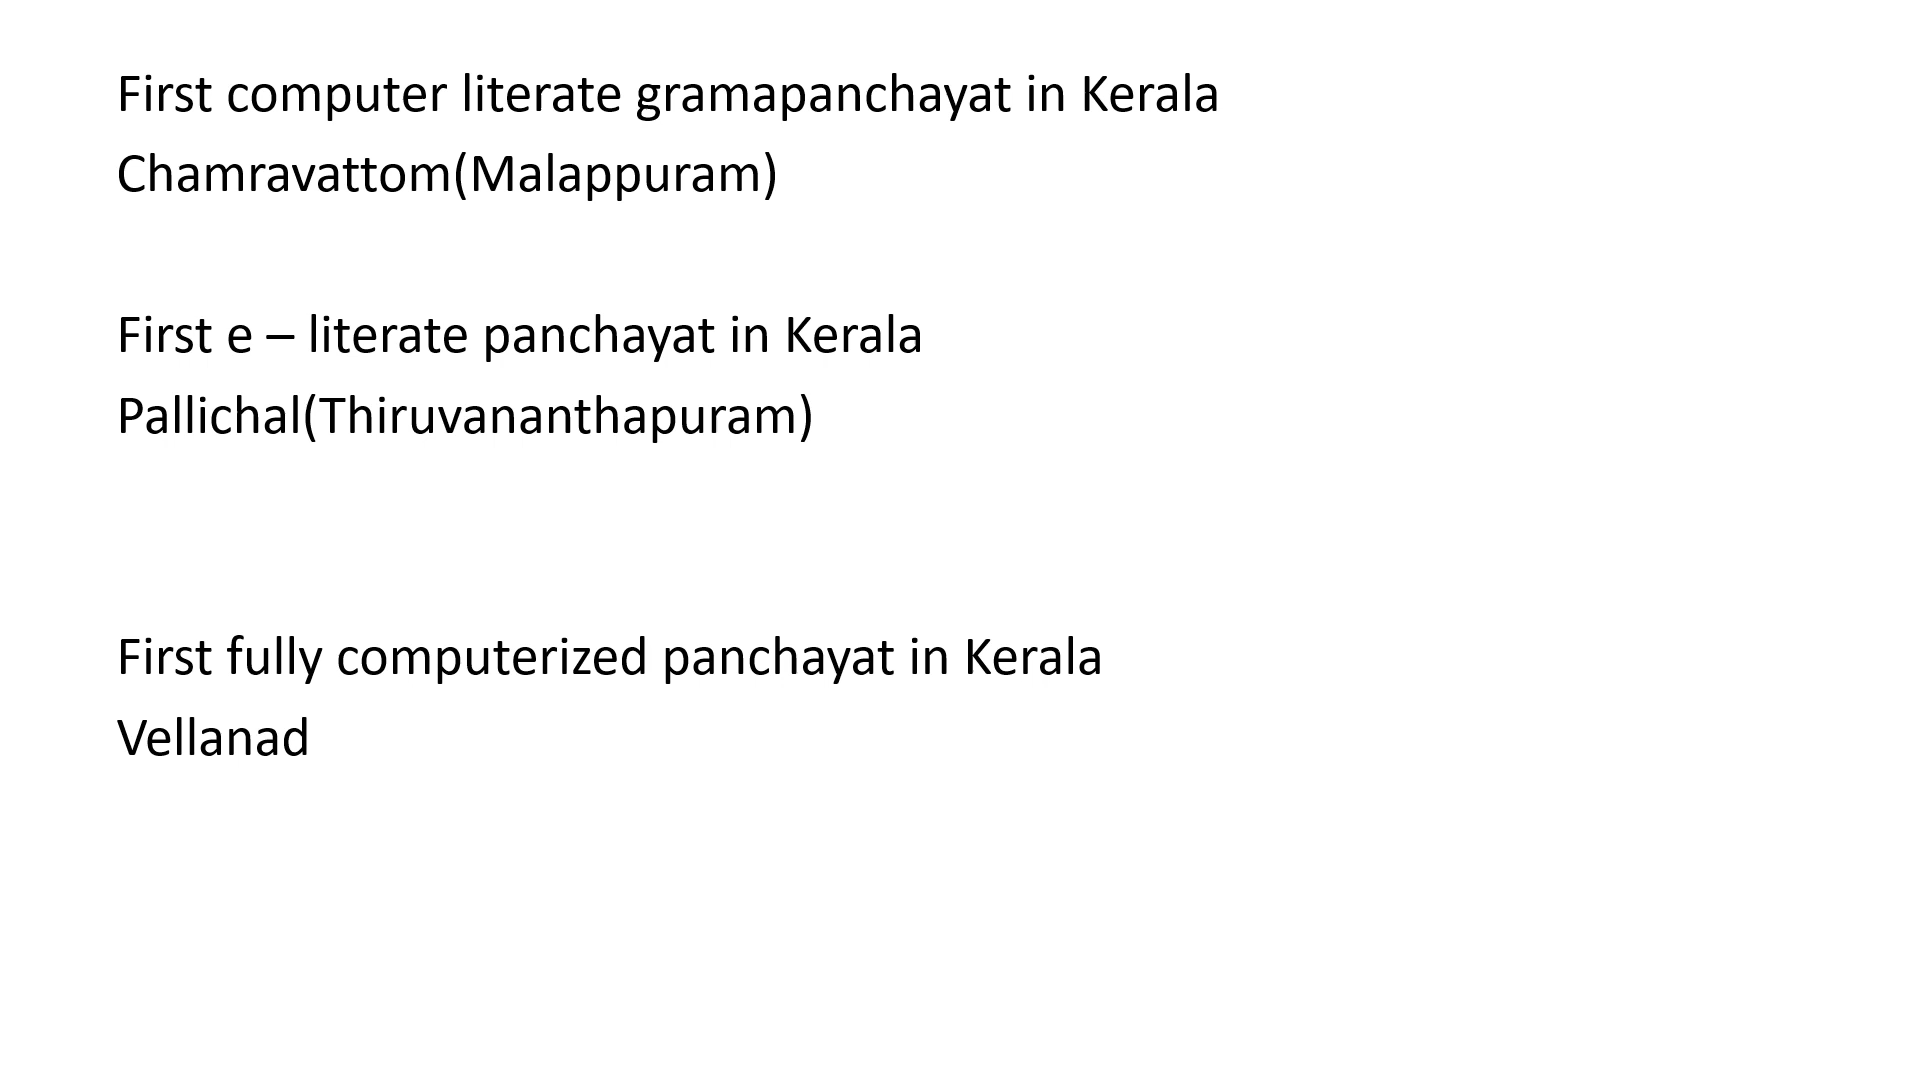 First computer literate gramapanchayat in Kerala
Chamravattom(Malappuram)
First e – literate panchayat in Kerala
Pallichal(Thiruvananthapuram)
First fully computerized panchayat in Kerala
Vellanad